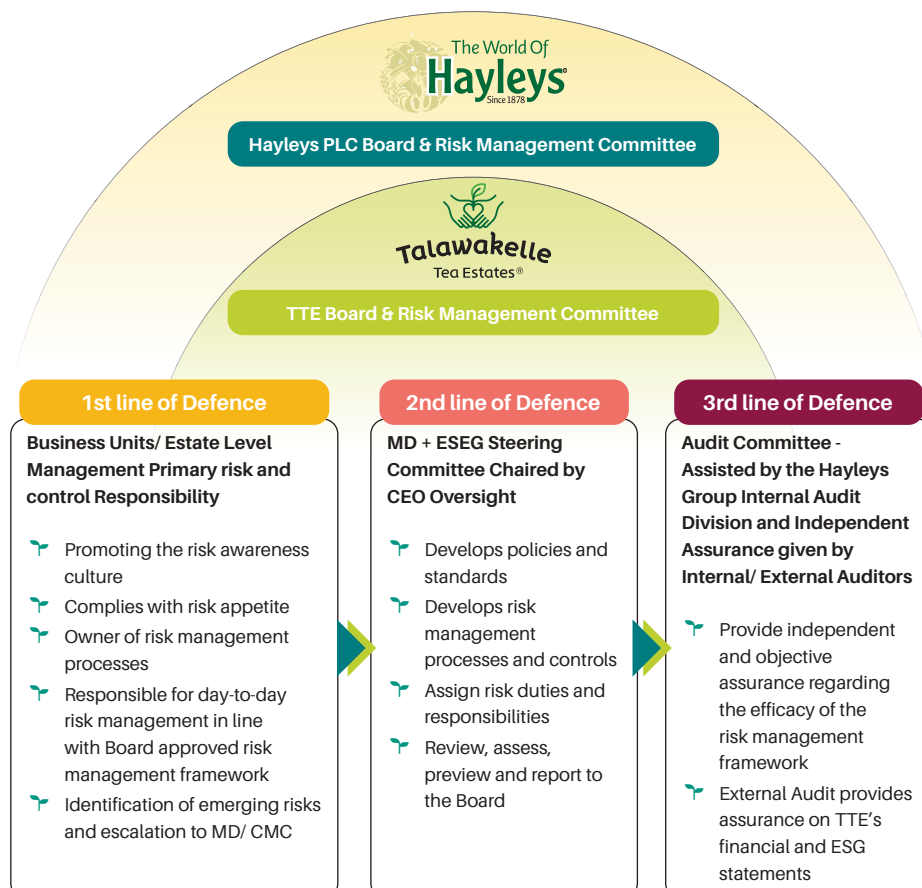 The World Of
Hayleys®
Since 1878
Hayleys PLC Board & Risk Management Committee
Talawakelle
Tea Estates®
TTE Board & Risk Management Committee
1st line of Defence
Business Units/ Estate Level
Management Primary risk and
control Responsibility
Promoting the risk awareness
culture
Complies with risk appetite
Owner of risk management
processes
Responsible for day-to-day
risk management in line
with Board approved risk
management framework
Identification of emerging risks
and escalation to MD/ CMC
2nd line of Defence
MD + ESEG Steering
Committee Chaired by
CEO Oversight
Develops policies and
standards
Develops risk
management
processes and controls
Assign risk duties and
responsibilities
Review, assess,
preview and report to
the Board
3rd line of Defence
Audit Committee -
Assisted by the Hayleys
Group Internal Audit
Division and Independent
Assurance given by
Internal/ External Auditors
Provide independent
and objective
assurance regarding
the efficacy of the
risk management
framework
External Audit provides
assurance on TTE’s
financial and ESG
statements